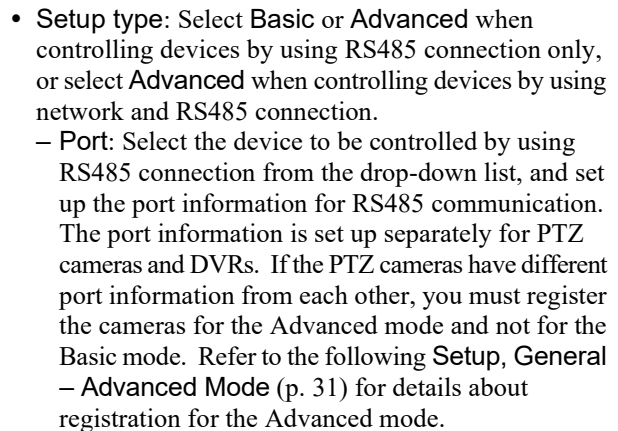 • Setup type: Select Basic or Advanced when
controlling devices by using RS485 connection only,
or select Advanced when controlling devices by using
network and RS485 connection.
– Port: Select the device to be controlled by using
RS485 connection from the drop-down list, and set
up the port information for RS485 communication.
The port information is set up separately for PTZ
cameras and DVRs. If the PTZ cameras have different
port information from each other, you must register
the cameras for the Advanced mode and not for the
Basic mode. Refer to the following Setup, General
– Advanced Mode (p. 31) for details about
registration for the Advanced mode.